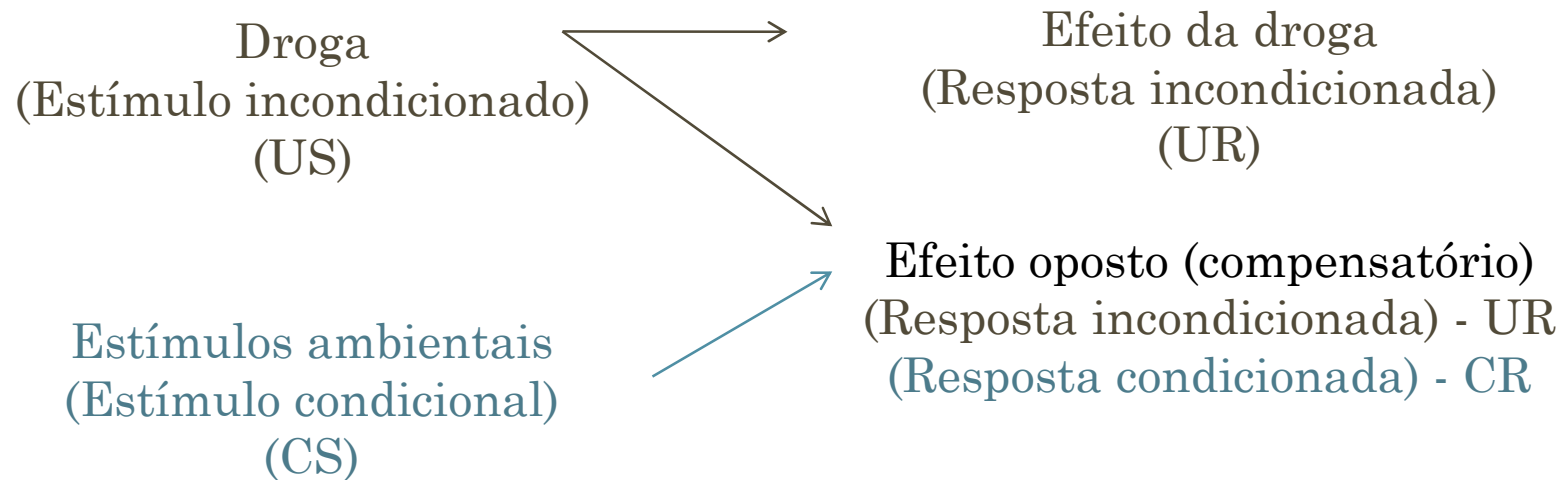 Droga
(Estímulo incondicionado)
(US)
Efeito da droga
(Resposta incondicionada)
(UR)
Estímulos ambientais
(Estímulo condicional)
(CS)
Efeito oposto (compensatório)
(Resposta incondicionada) - UR
(Resposta condicionada) - CR